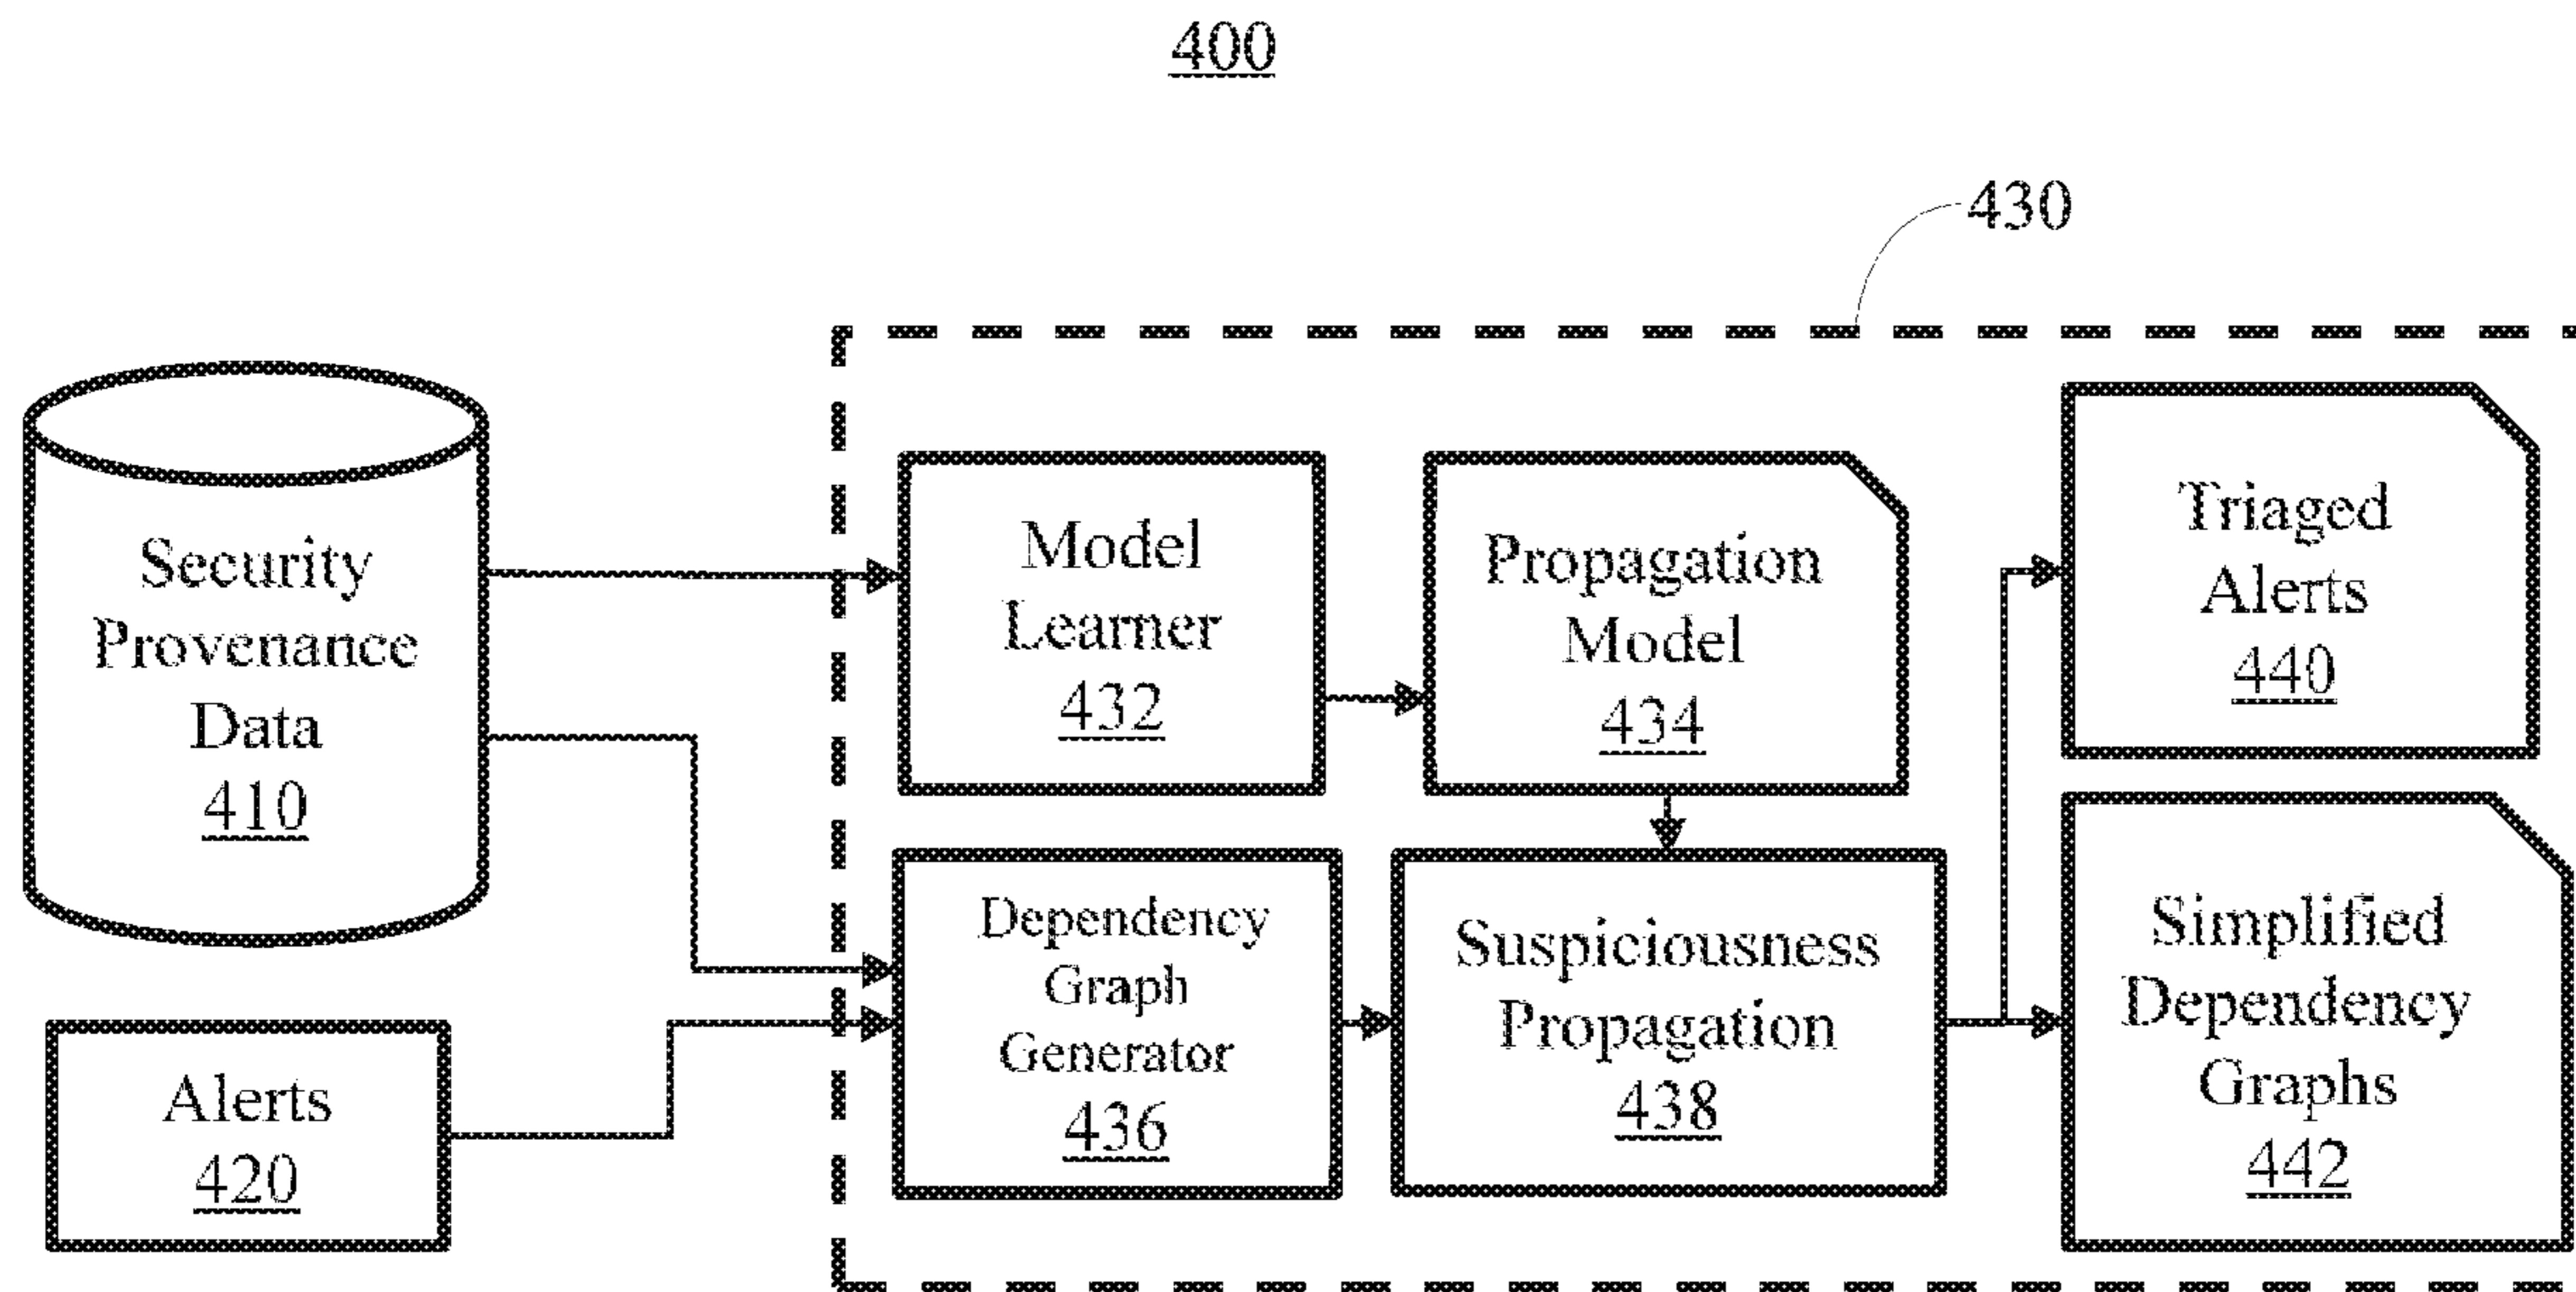 400
430
Security
Provenance
Data
410
Alerts
420
Model
Learner
432
Propagation
Model
434
Dependency
Graph
Generator
436
Suspiciousness
Propagation
438
Triaged
Alerts
440
Simplified
Dependency
Graphs
442